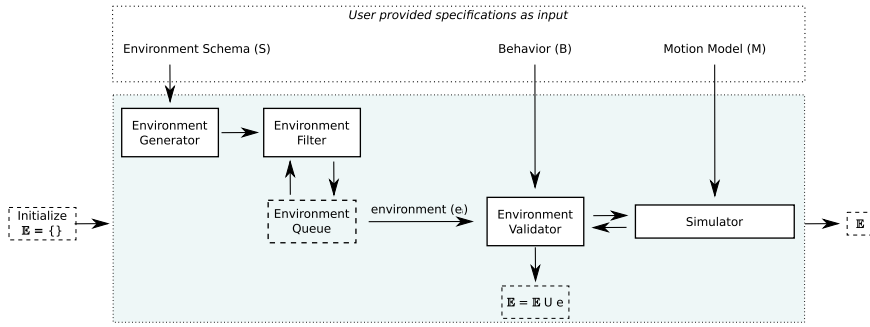 User provided specifications as input
Environment Schema (S)
Behavior (B)
Motion Model (M)
Environment
Generator
Environment
Filter
Environment
Queue
environment (eᵢ)
Environment
Validator
Simulator
Initialize
𝔼 = {}
𝔼 = 𝔼 U e
𝔼